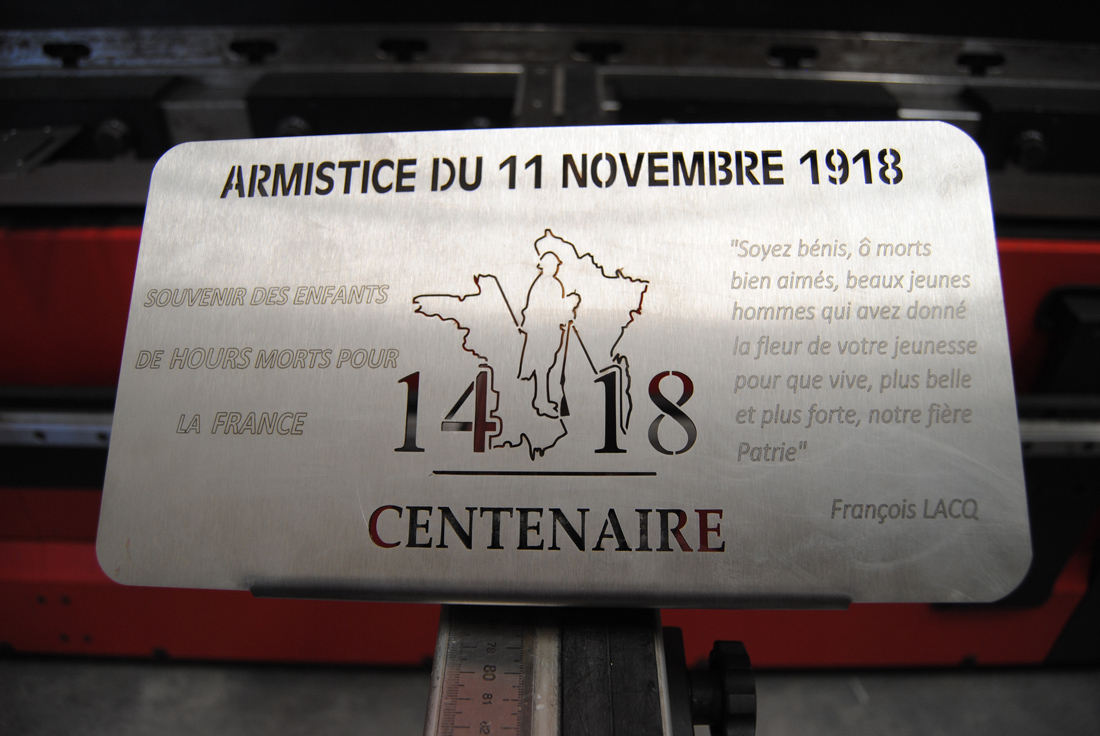 ARMISTICE DU 11 NOVEMBRE 1918
SOUVENIR DES ENFANTS
DE HOURS MORTS POUR
LA FRANCE
14 18
CENTENAIRE
"Soyez bénis, ô morts
bien aimés, beaux jeunes
hommes qui avez donné
la fleur de votre jeunesse
pour que vive, plus belle
et plus forte, notre fière
Patrie"
François LACQ
80
81